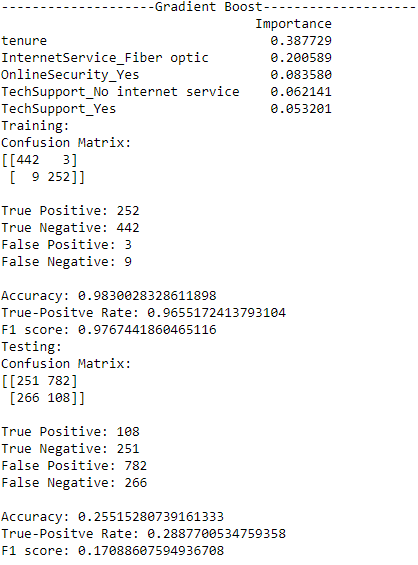 --------------------Gradient Boost--------------------
Importance
tenure 0.387729
InternetService_Fiber optic 0.200589
OnlineSecurity_Yes 0.083580
TechSupport_No internet service 0.062141
TechSupport_Yes 0.053201
Training:
Confusion Matrix:
[[442   3]
 [  9 252]]

True Positive: 252
True Negative: 442
False Positive: 3
False Negative: 9

Accuracy: 0.9830028328611898
True-Positve Rate: 0.9655172413793104
F1 score: 0.9767441860465116
Testing:
Confusion Matrix:
[[251 782]
 [266 108]]

True Positive: 108
True Negative: 251
False Positive: 782
False Negative: 266

Accuracy: 0.25515280739161333
True-Positve Rate: 0.2887700534759358
F1 score: 0.17088607594936708